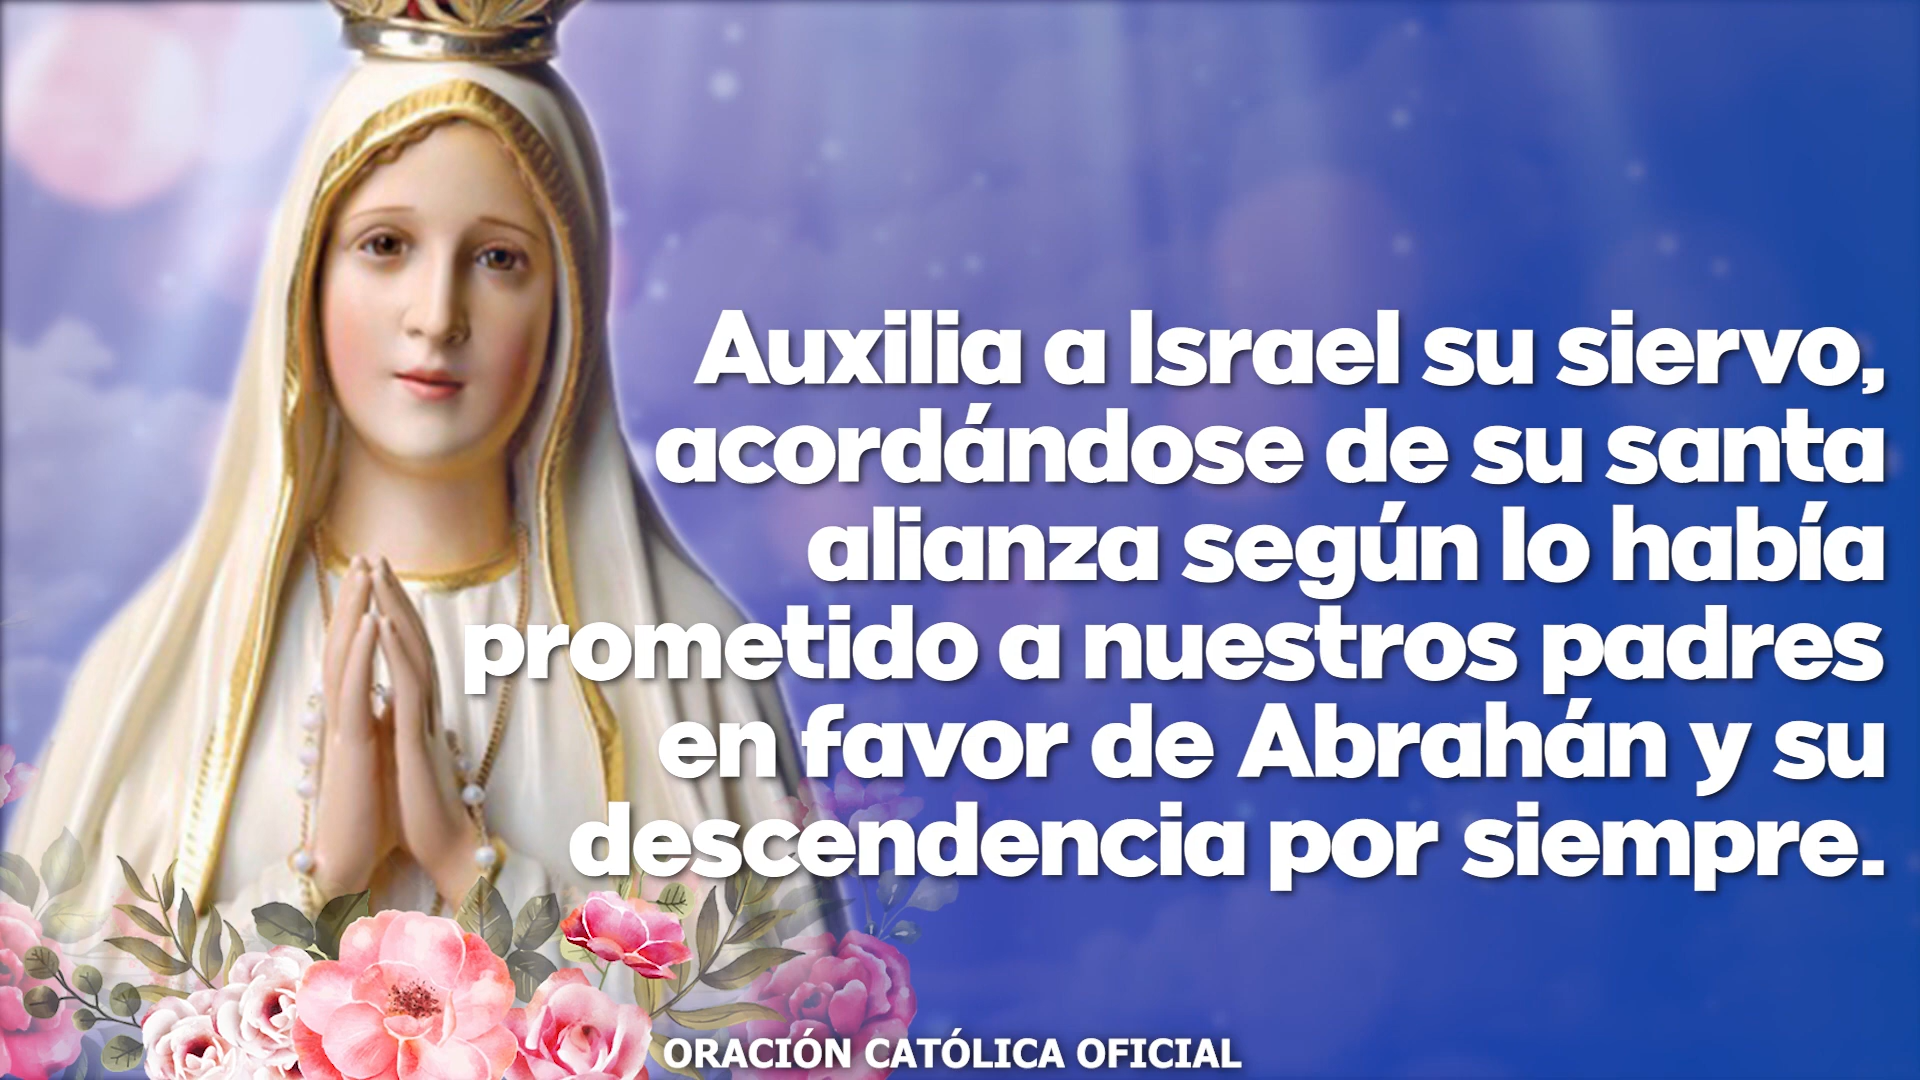 Auxilia a Israel su siervo,
acordándose de su santa
alianza según lo había
prometido a nuestros padres
en favor de Abrahán y su
descendencia por siempre.
ORACIÓN CATÓLICA OFICIAL